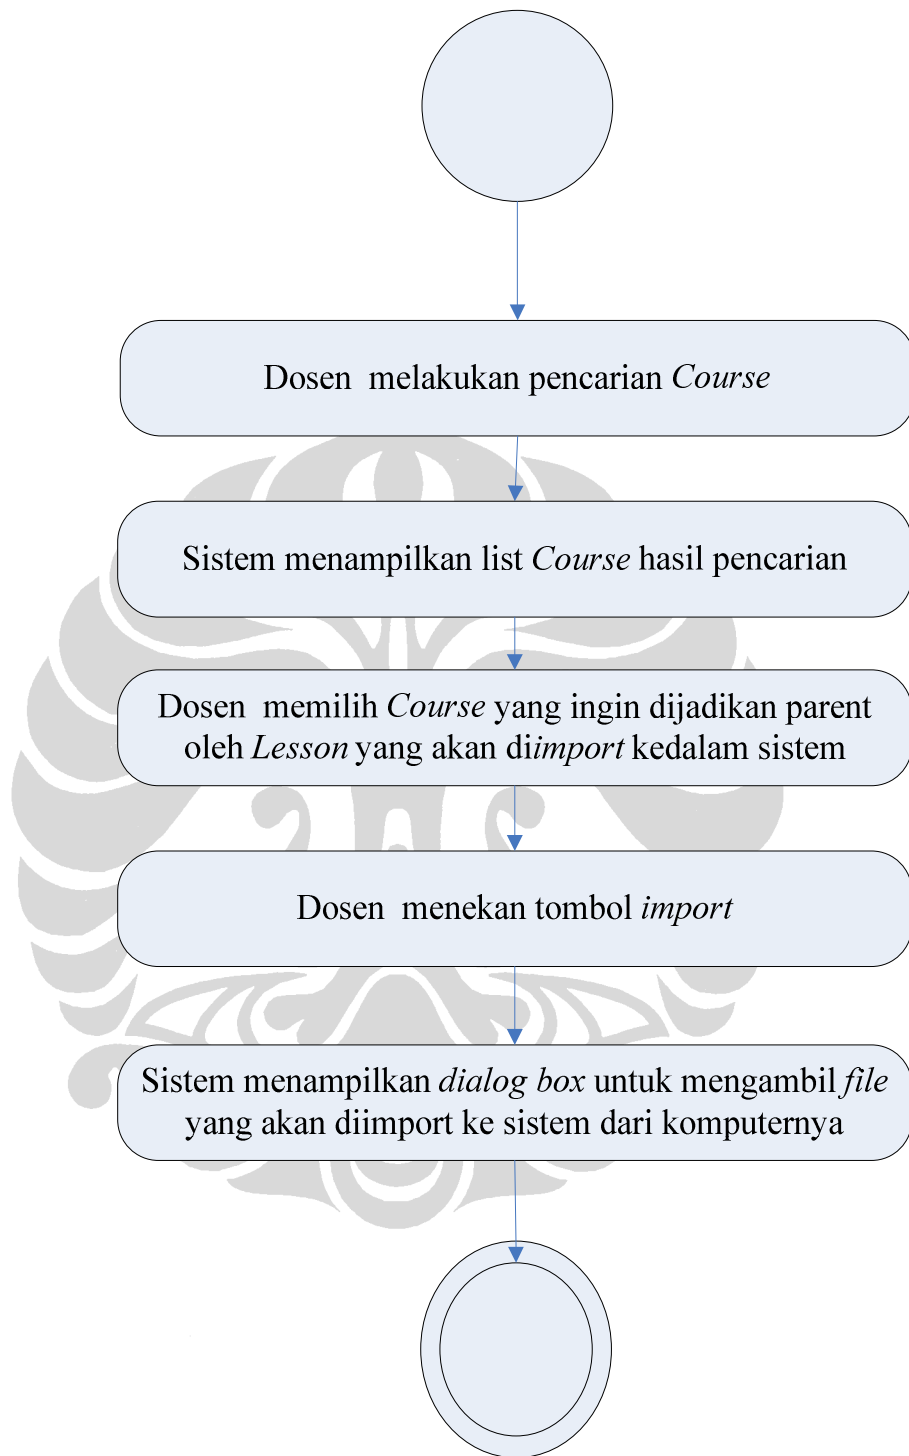 Dosen  melakukan pencarian Course
Sistem menampilkan list Course hasil pencarian
Dosen  memilih Course yang ingin dijadikan parent
oleh Lesson yang akan diimport kedalam sistem
Dosen  menekan tombol import
Sistem menampilkan dialog box untuk mengambil file
yang akan diimport ke sistem dari komputernya